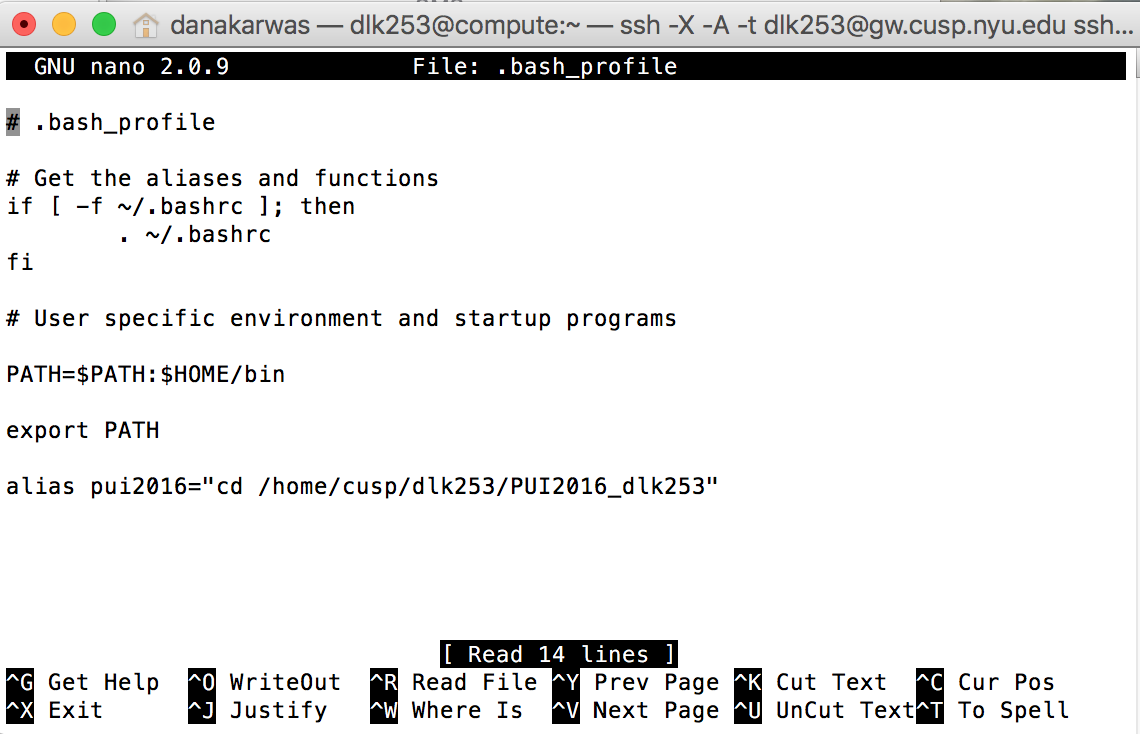 danakarwas — dlk253@compute:~ — ssh -X -A -t dlk253@gw.cusp.nyu.edu ssh...
GNU nano 2.0.9 File: .bash_profile
# .bash_profile
# Get the aliases and functions
if [ -f ~/.bashrc ]; then
        . ~/.bashrc
fi
# User specific environment and startup programs
PATH=$PATH:$HOME/bin
export PATH
alias pui2016="cd /home/cusp/dlk253/PUI2016_dlk253"
[ Read 14 lines ]
^G Get Help ^O WriteOut ^R Read File ^Y Prev Page ^K Cut Text ^C Cur Pos
^X Exit ^J Justify ^W Where Is ^V Next Page ^U UnCut Text ^T To Spell